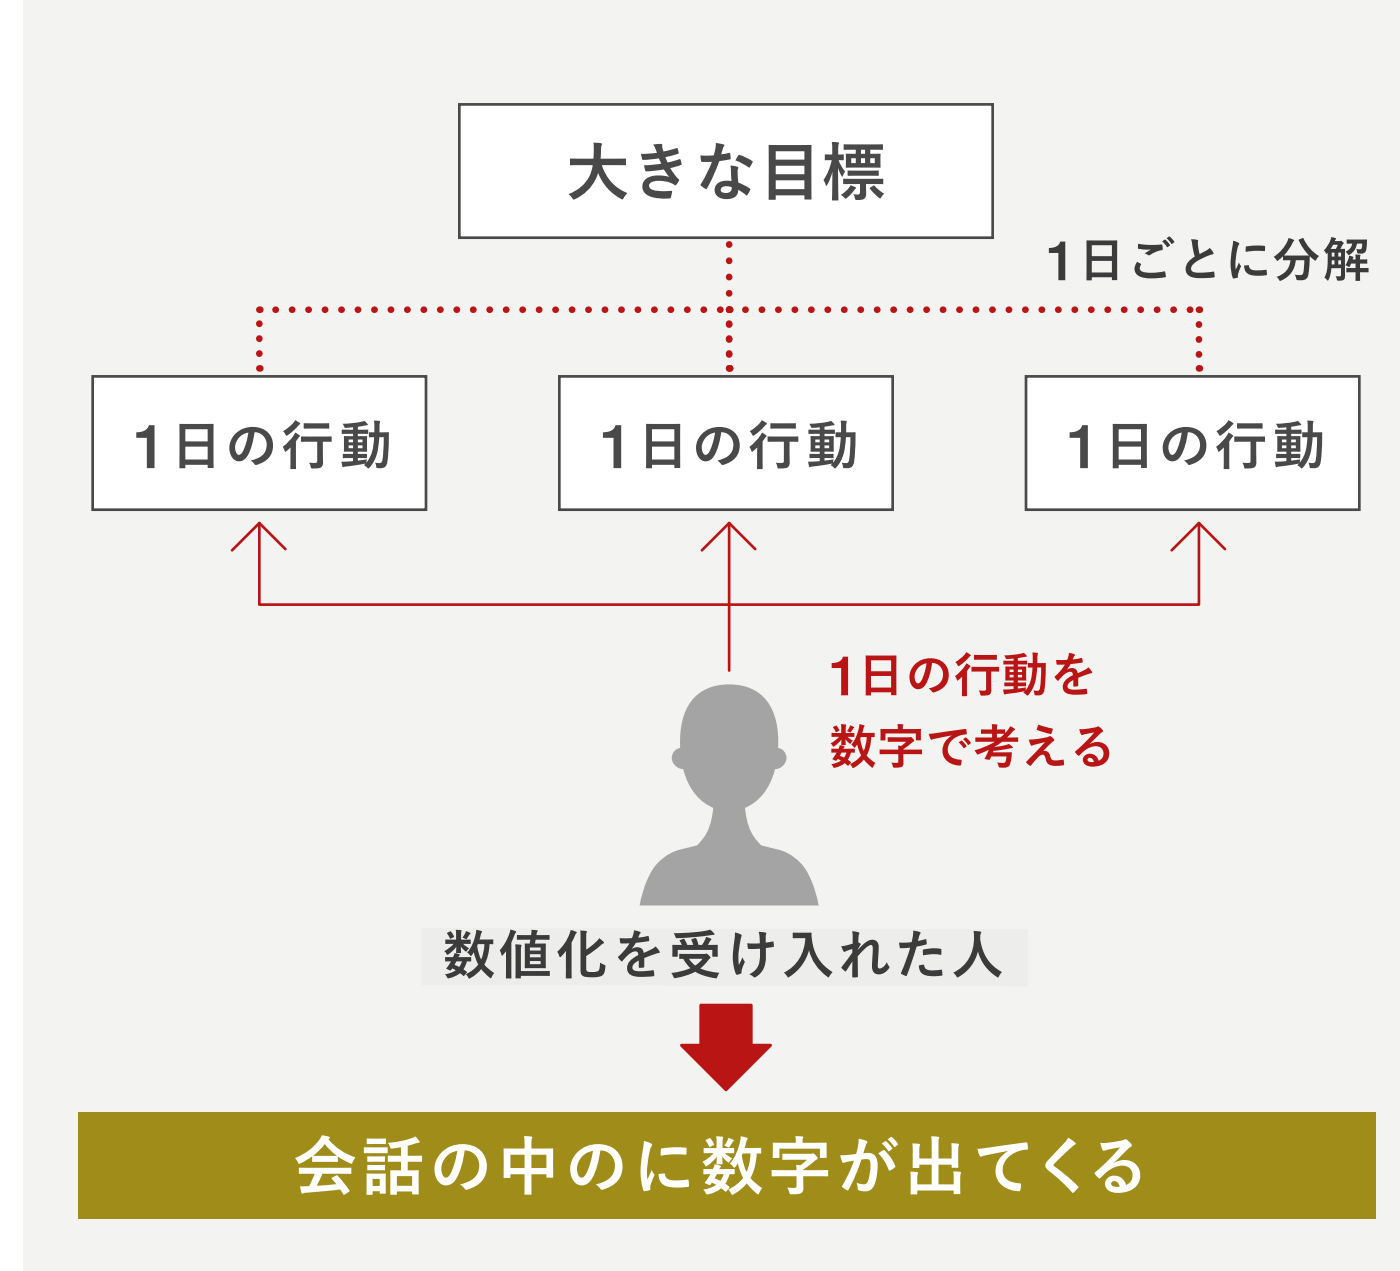 大きな目標
1日ごとに分解
1日の行動
1日の行動
1日の行動
1日の行動を
数字で考える
数値化を受け入れた人
会話の中のに数字が出てくる